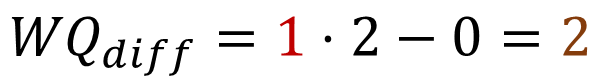 WQ_diff = 1 · 2 − 0 = 2